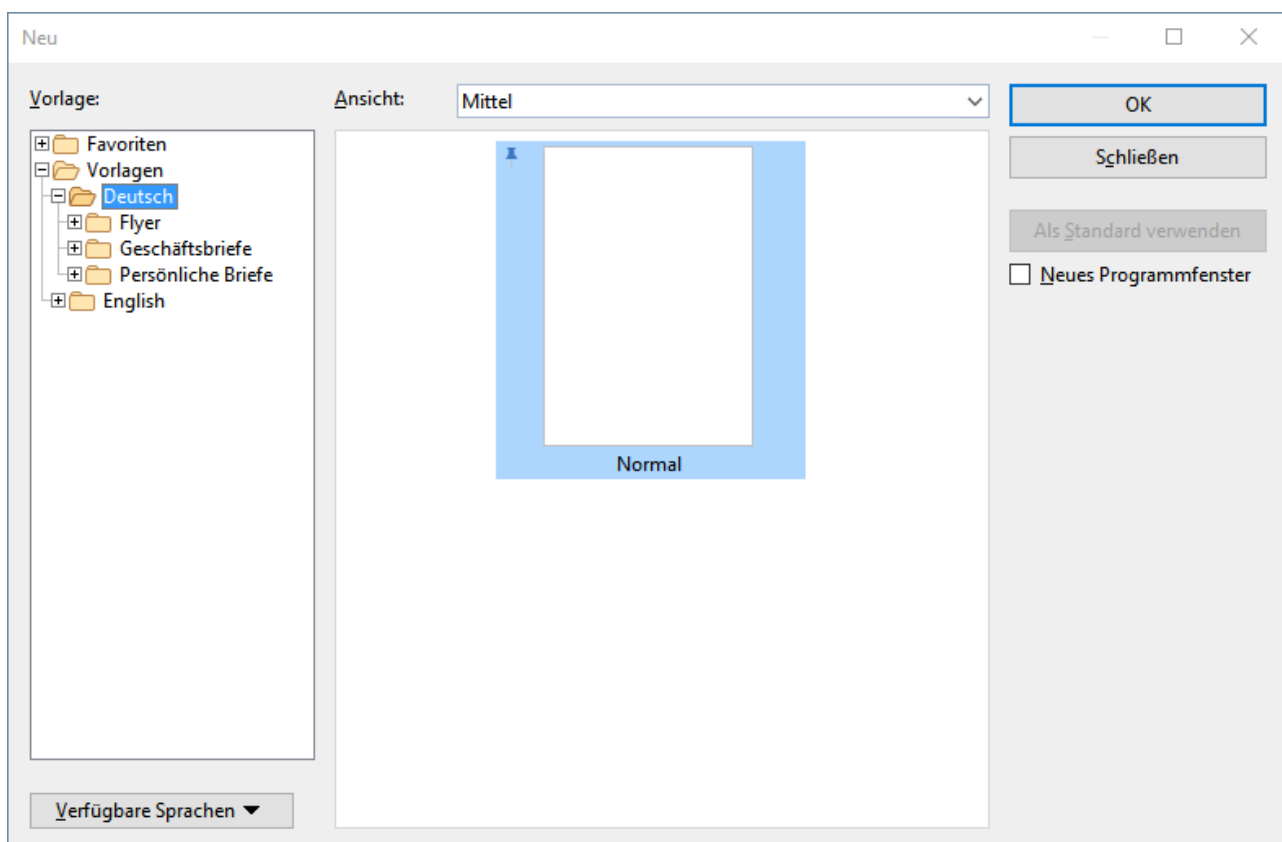 Neu
Vorlage:
Ansicht:
Mittel
OK
Schließen
Als Standard verwenden
Neues Programmfenster
Favoriten
Vorlagen
Deutsch
Flyer
Geschäftsbriefe
Persönliche Briefe
English
Normal
Verfügbare Sprachen